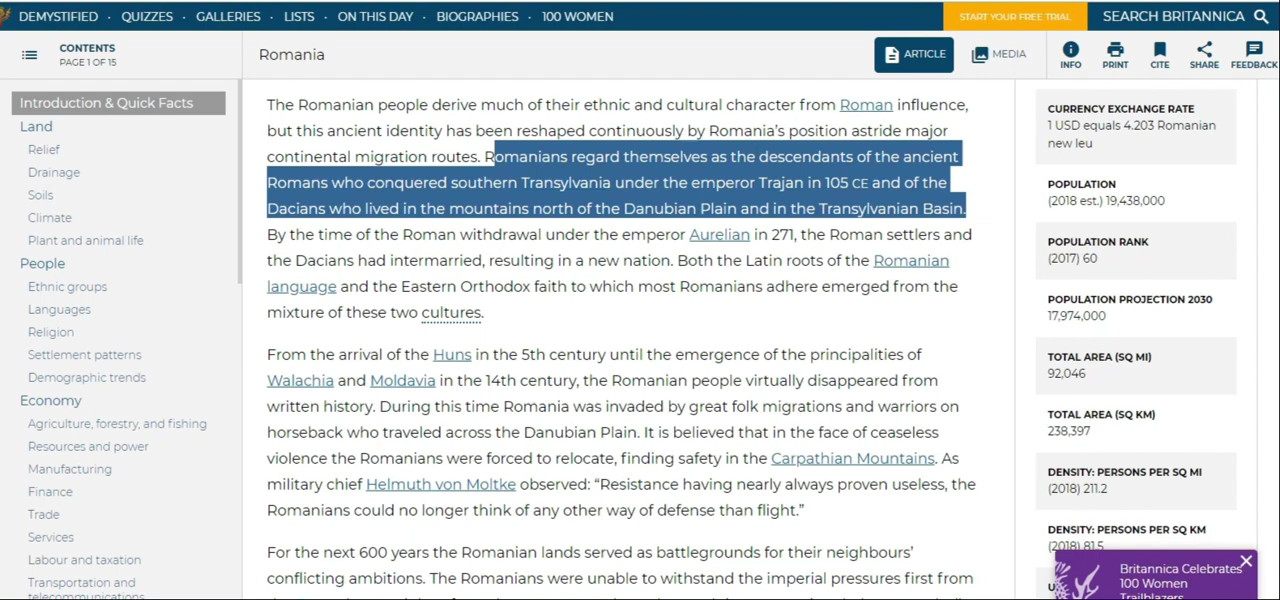 DEMYSTIFIED · QUIZZES · GALLERIES · LISTS · ON THIS DAY · BIOGRAPHIES · 100 WOMEN
START YOUR FREE TRIAL
SEARCH BRITANNICA
CONTENTS
PAGE 1 OF 15
Romania
ARTICLE
MEDIA
INFO
PRINT
CITE
SHARE
FEEDBACK
Introduction & Quick Facts
Land
Relief
Drainage
Soils
Climate
Plant and animal life
People
Ethnic groups
Languages
Religion
Settlement patterns
Demographic trends
Economy
Agriculture, forestry, and fishing
Resources and power
Manufacturing
Finance
Trade
Services
Labour and taxation
Transportation and
telecommunications
The Romanian people derive much of their ethnic and cultural character from Roman influence,
but this ancient identity has been reshaped continuously by Romania's position astride major
continental migration routes. Romanians regard themselves as the descendants of the ancient
Romans who conquered southern Transylvania under the emperor Trajan in 105 CE and of the
Dacians who lived in the mountains north of the Danubian Plain and in the Transylvanian Basin.
By the time of the Roman withdrawal under the emperor Aurelian in 271, the Roman settlers and
the Dacians had intermarried, resulting in a new nation. Both the Latin roots of the Romanian
language and the Eastern Orthodox faith to which most Romanians adhere emerged from the
mixture of these two cultures.
From the arrival of the Huns in the 5th century until the emergence of the principalities of
Walachia and Moldavia in the 14th century, the Romanian people virtually disappeared from
written history. During this time Romania was invaded by great folk migrations and warriors on
horseback who traveled across the Danubian Plain. It is believed that in the face of ceaseless
violence the Romanians were forced to relocate, finding safety in the Carpathian Mountains. As
military chief Helmuth von Moltke observed: “Resistance having nearly always proven useless, the
Romanians could no longer think of any other way of defense than flight.”
For the next 600 years the Romanian lands served as battlegrounds for their neighbours'
conflicting ambitions. The Romanians were unable to withstand the imperial pressures first from
CURRENCY EXCHANGE RATE
1 USD equals 4.203 Romanian
new leu
POPULATION
(2018 est.) 19,438,000
POPULATION RANK
(2017) 60
POPULATION PROJECTION 2030
17,974,000
TOTAL AREA (SQ MI)
92,046
TOTAL AREA (SQ KM)
238,397
DENSITY: PERSONS PER SQ MI
(2018) 211.2
DENSITY: PERSONS PER SQ KM
(2018) 81.5
Britannica Celebrates
100 Women
Trailblazers